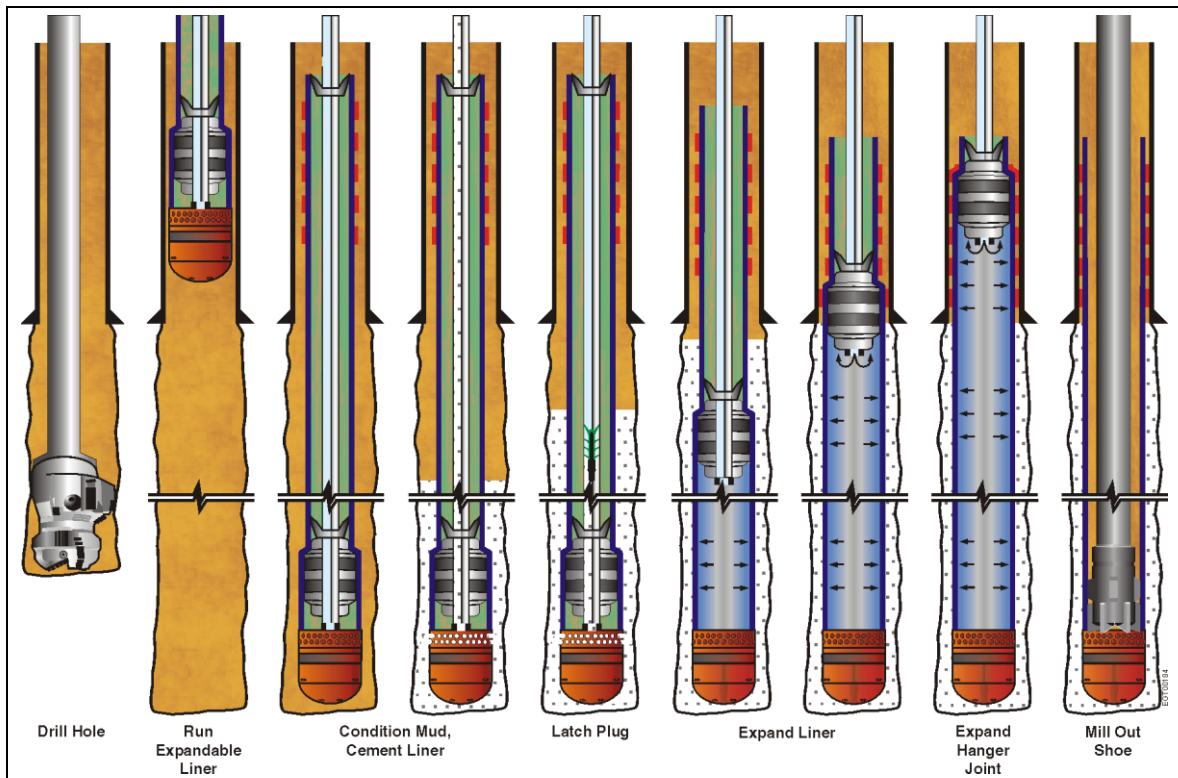 Drill Hole
Run
Expandable
Liner
Condition Mud,
Cement Liner
Latch Plug
Expand Liner
Expand
Hanger
Joint
Mill Out
Shoe